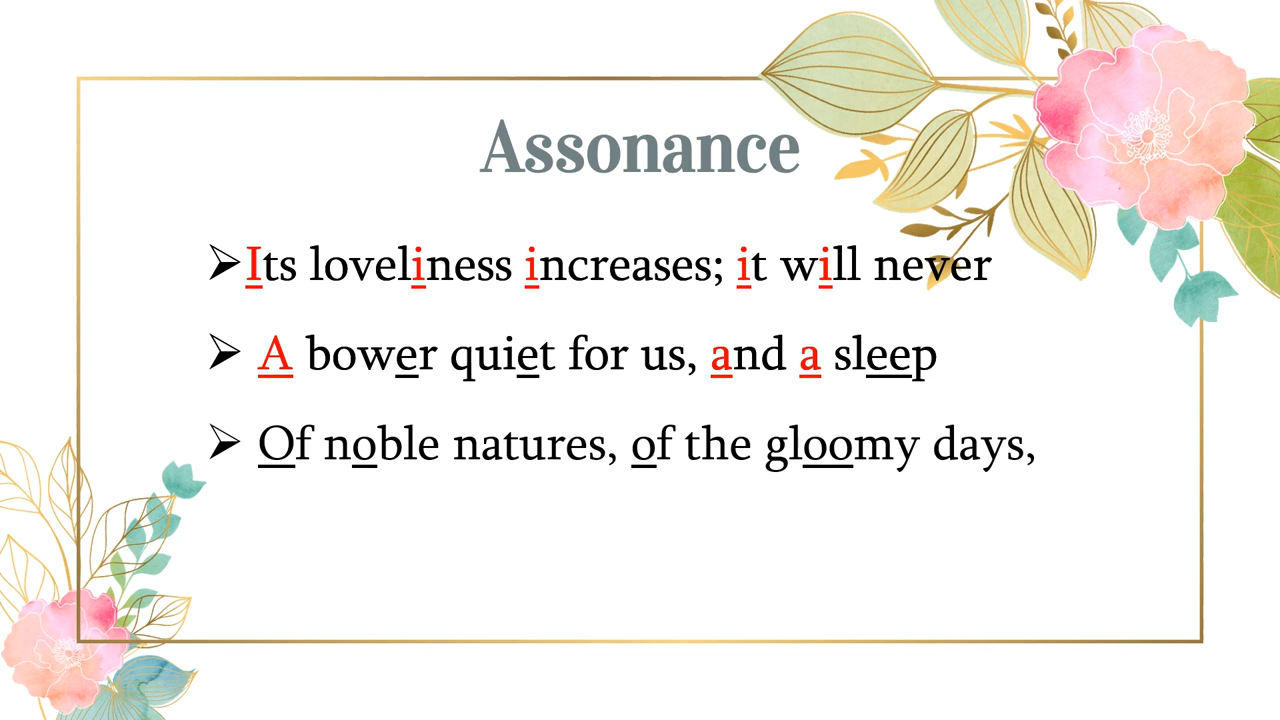 Assonance
➢Its loveliness increases; it will never
➢ A bower quiet for us, and a sleep
➢ Of noble natures, of the gloomy days,